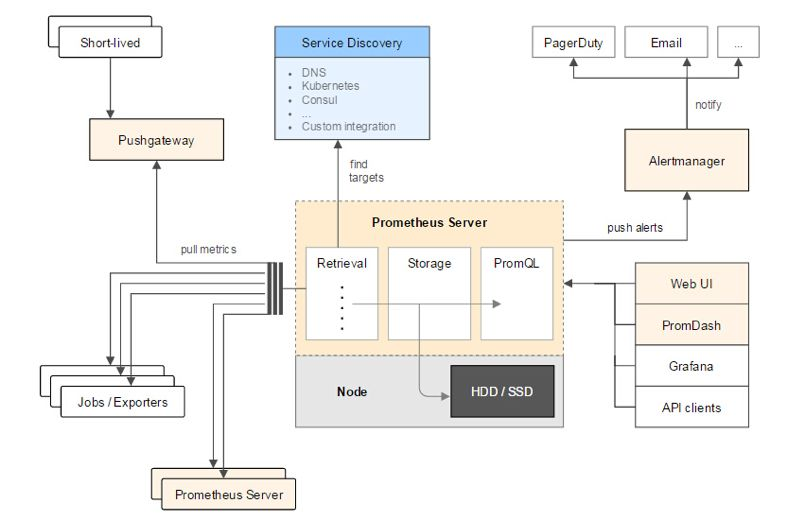 Short-lived
Pushgateway
pull metrics
Service Discovery
• DNS
• Kubernetes
• Consul
• ...
• Custom integration
find
targets
PagerDuty
Email
...
notify
Alertmanager
push alerts
Prometheus Server
Retrieval
Storage
PromQL
Node
HDD / SSD
Web UI
PromDash
Grafana
API clients
Jobs / Exporters
Prometheus Server